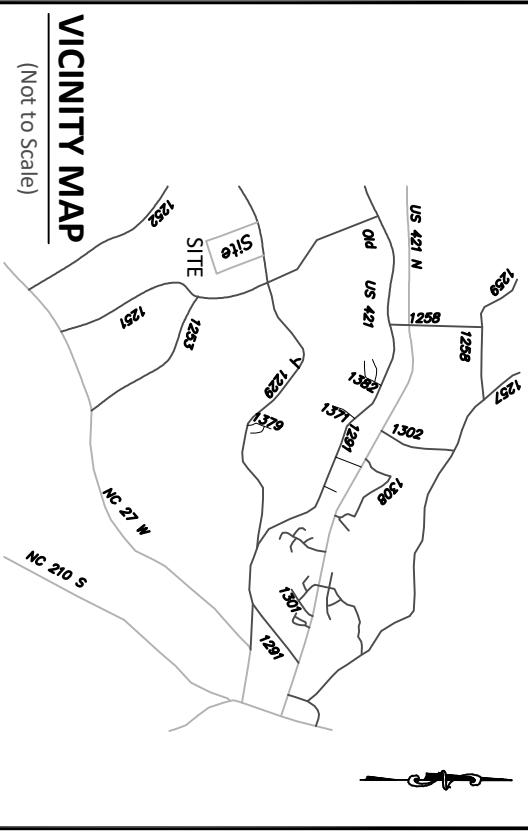 VICINITY MAP
(Not to Scale)
1259
US 421 N
1258
1258
1257
1252
Old
US 421
Site
SITE
1251
1253
1382
1229
1371
1291
1379
1302
1308
NC 27 W
NC 210 S
1301
1291